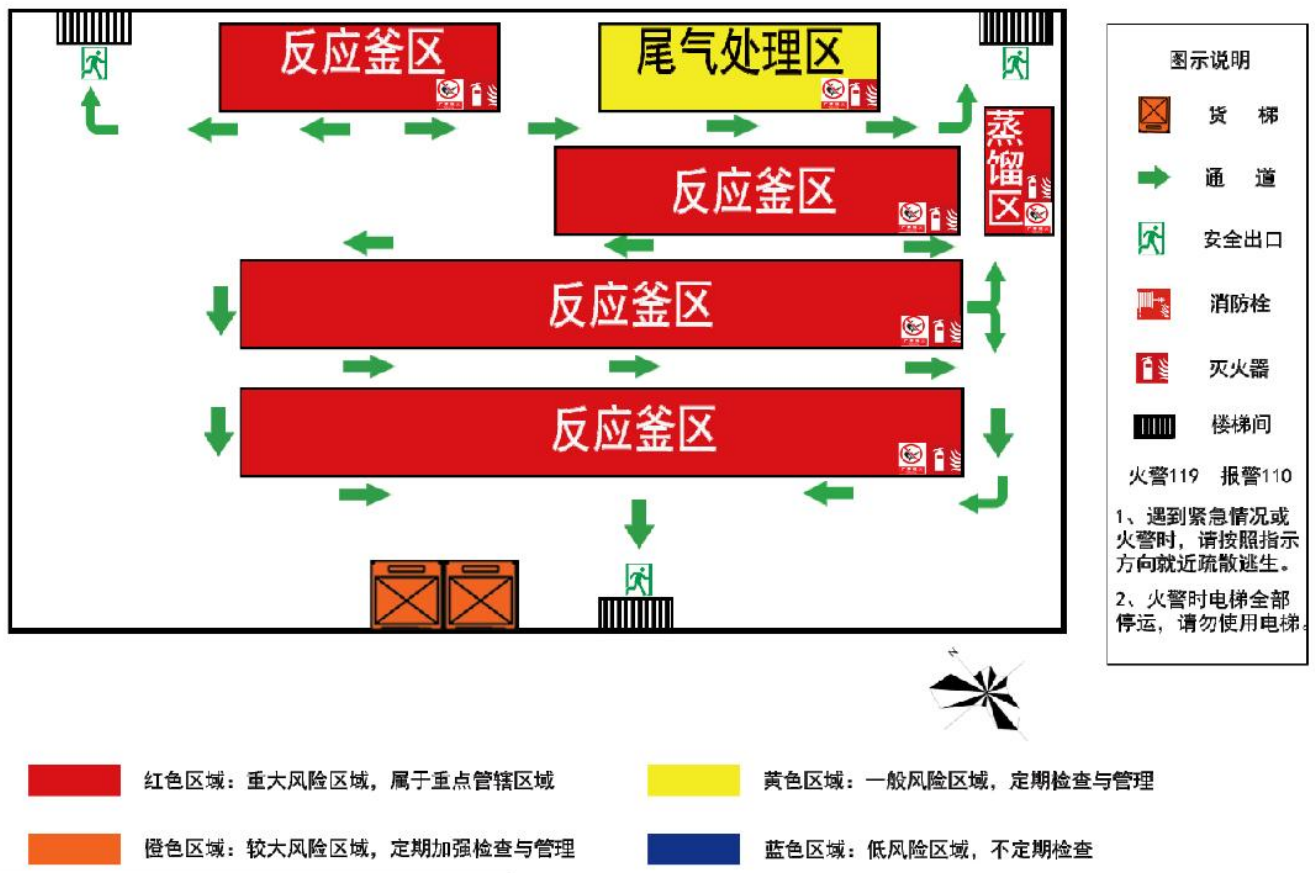 反应釜区
尾气处理区
蒸馏区
反应釜区
反应釜区
反应釜区
图示说明
货 梯
通 道
安全出口
消防栓
灭火器
楼梯间
火警119 报警110
1、遇到紧急情况或
火警时，请按照指示
方向就近疏散逃生。
2、火警时电梯全部
停运，请勿使用电梯。
N
红色区域：重大风险区域，属于重点管辖区域
黄色区域：一般风险区域，定期检查与管理
橙色区域：较大风险区域，定期加强检查与管理
蓝色区域：低风险区域，不定期检查